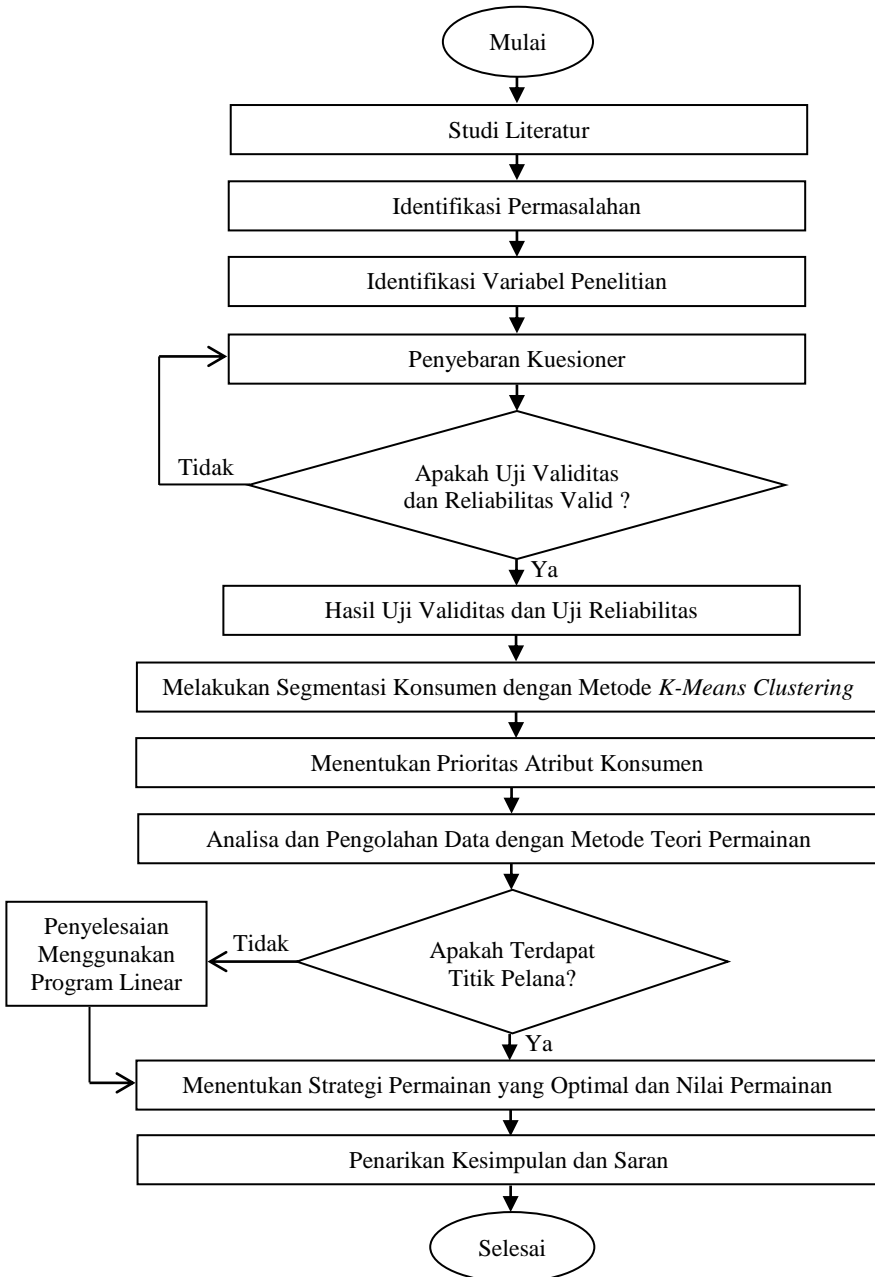 Mulai
Studi Literatur
Identifikasi Permasalahan
Identifikasi Variabel Penelitian
Penyebaran Kuesioner
Tidak
Apakah Uji Validitas
dan Reliabilitas Valid ?
Ya
Hasil Uji Validitas dan Uji Reliabilitas
Melakukan Segmentasi Konsumen dengan Metode K-Means Clustering
Menentukan Prioritas Atribut Konsumen
Analisa dan Pengolahan Data dengan Metode Teori Permainan
Penyelesaian
Menggunakan
Program Linear
Tidak
Apakah Terdapat
Titik Pelana?
Ya
Menentukan Strategi Permainan yang Optimal dan Nilai Permainan
Penarikan Kesimpulan dan Saran
Selesai